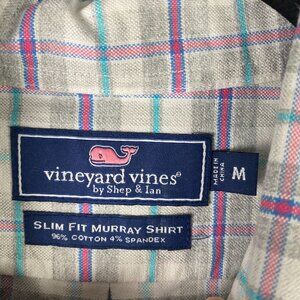 vineyard vines®
by Shep & Ian
MADE IN
CHINA
M
SLIM FIT MURRAY SHIRT
96% COTTON 4% SPANDEX